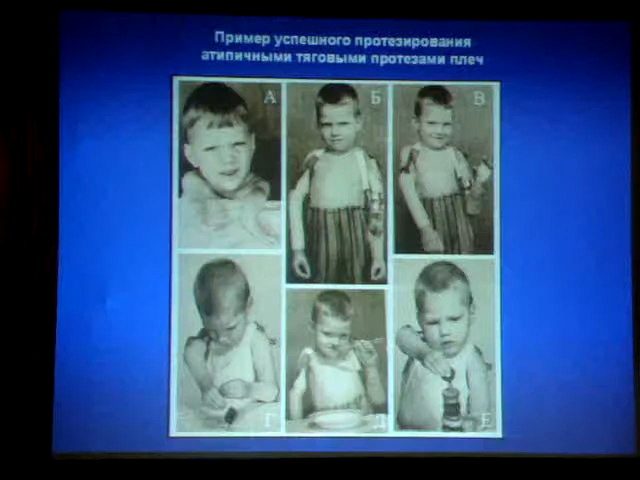 Пример успешного протезирования
атипичными тяговыми протезами плеч
А Б В
Г Д Е